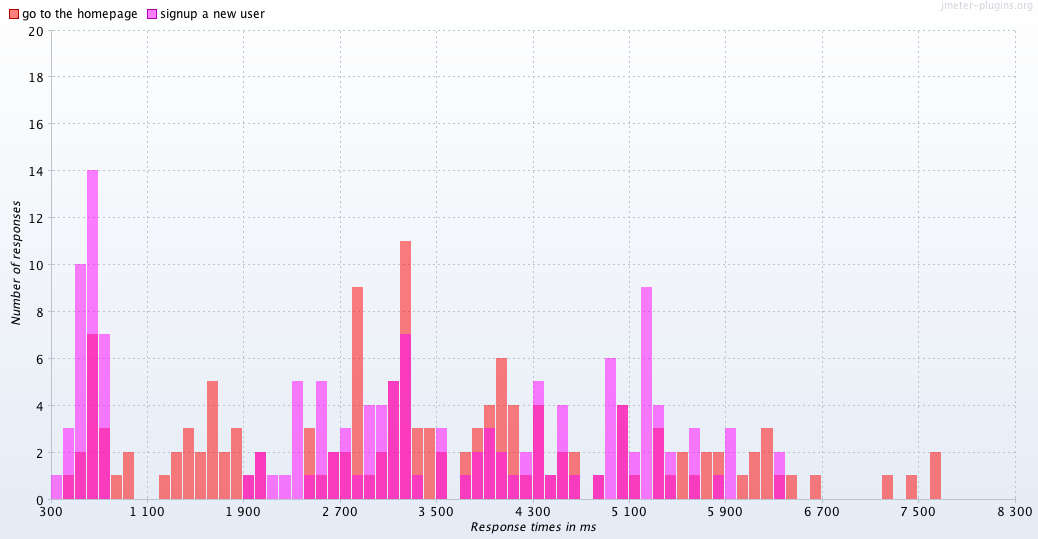 jmeter-plugins.org
go to the homepage signup a new user
20
18
16
14
12
10
8
6
4
2
0
Number of responses
300 1 100 1 900 2 700 3 500 4 300 5 100 5 900 6 700 7 500 8 300
Response times in ms